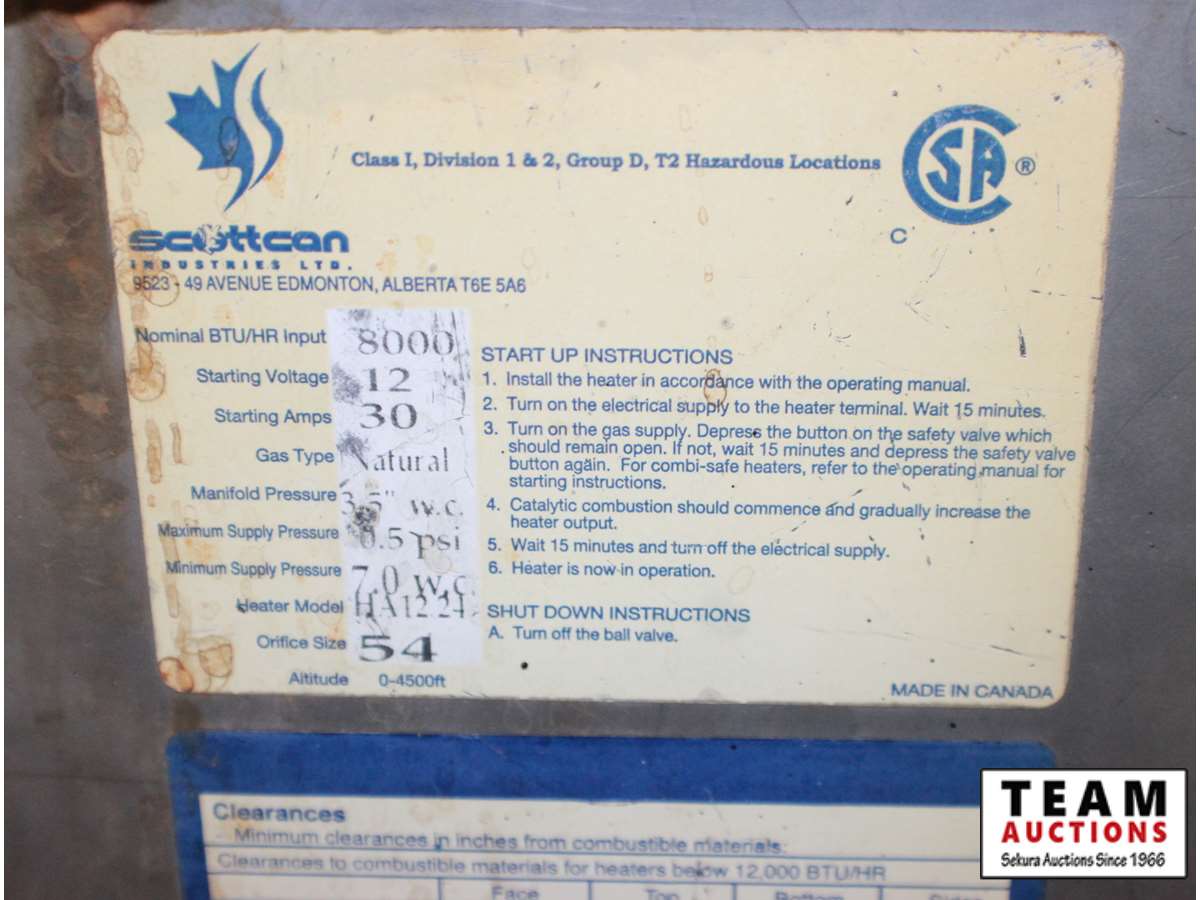 Class I, Division 1 & 2, Group D, T2 Hazardous Locations
CSA ®
C
scottcan
INDUSTRIES LTD.
9523 - 49 AVENUE EDMONTON, ALBERTA T6E 5A6
Nominal BTU/HR Input 8000
Starting Voltage 12
Starting Amps 30
Gas Type Natural
Manifold Pressure 3.5" w.c.
Maximum Supply Pressure 0.5 psi
Minimum Supply Pressure 7.0 w.c
Heater Model HA12 24
Orifice Size 54
Altitude 0-4500ft
START UP INSTRUCTIONS
1. Install the heater in accordance with the operating manual.
2. Turn on the electrical supply to the heater terminal. Wait 15 minutes.
3. Turn on the gas supply. Depress the button on the safety valve which
should remain open. If not, wait 15 minutes and depress the safety valve
button again. For combi-safe heaters, refer to the operating manual for
starting instructions.
4. Catalytic combustion should commence and gradually increase the
heater output.
5. Wait 15 minutes and turn off the electrical supply.
6. Heater is now in operation.
SHUT DOWN INSTRUCTIONS
A. Turn off the ball valve.
MADE IN CANADA
Clearances
Minimum clearances in inches from combustible materials:
Clearances to combustible materials for heaters below 12,000 BTU/HR
Face Top Bottom Sides
TEAM
AUCTIONS
Sekura Auctions Since 1966